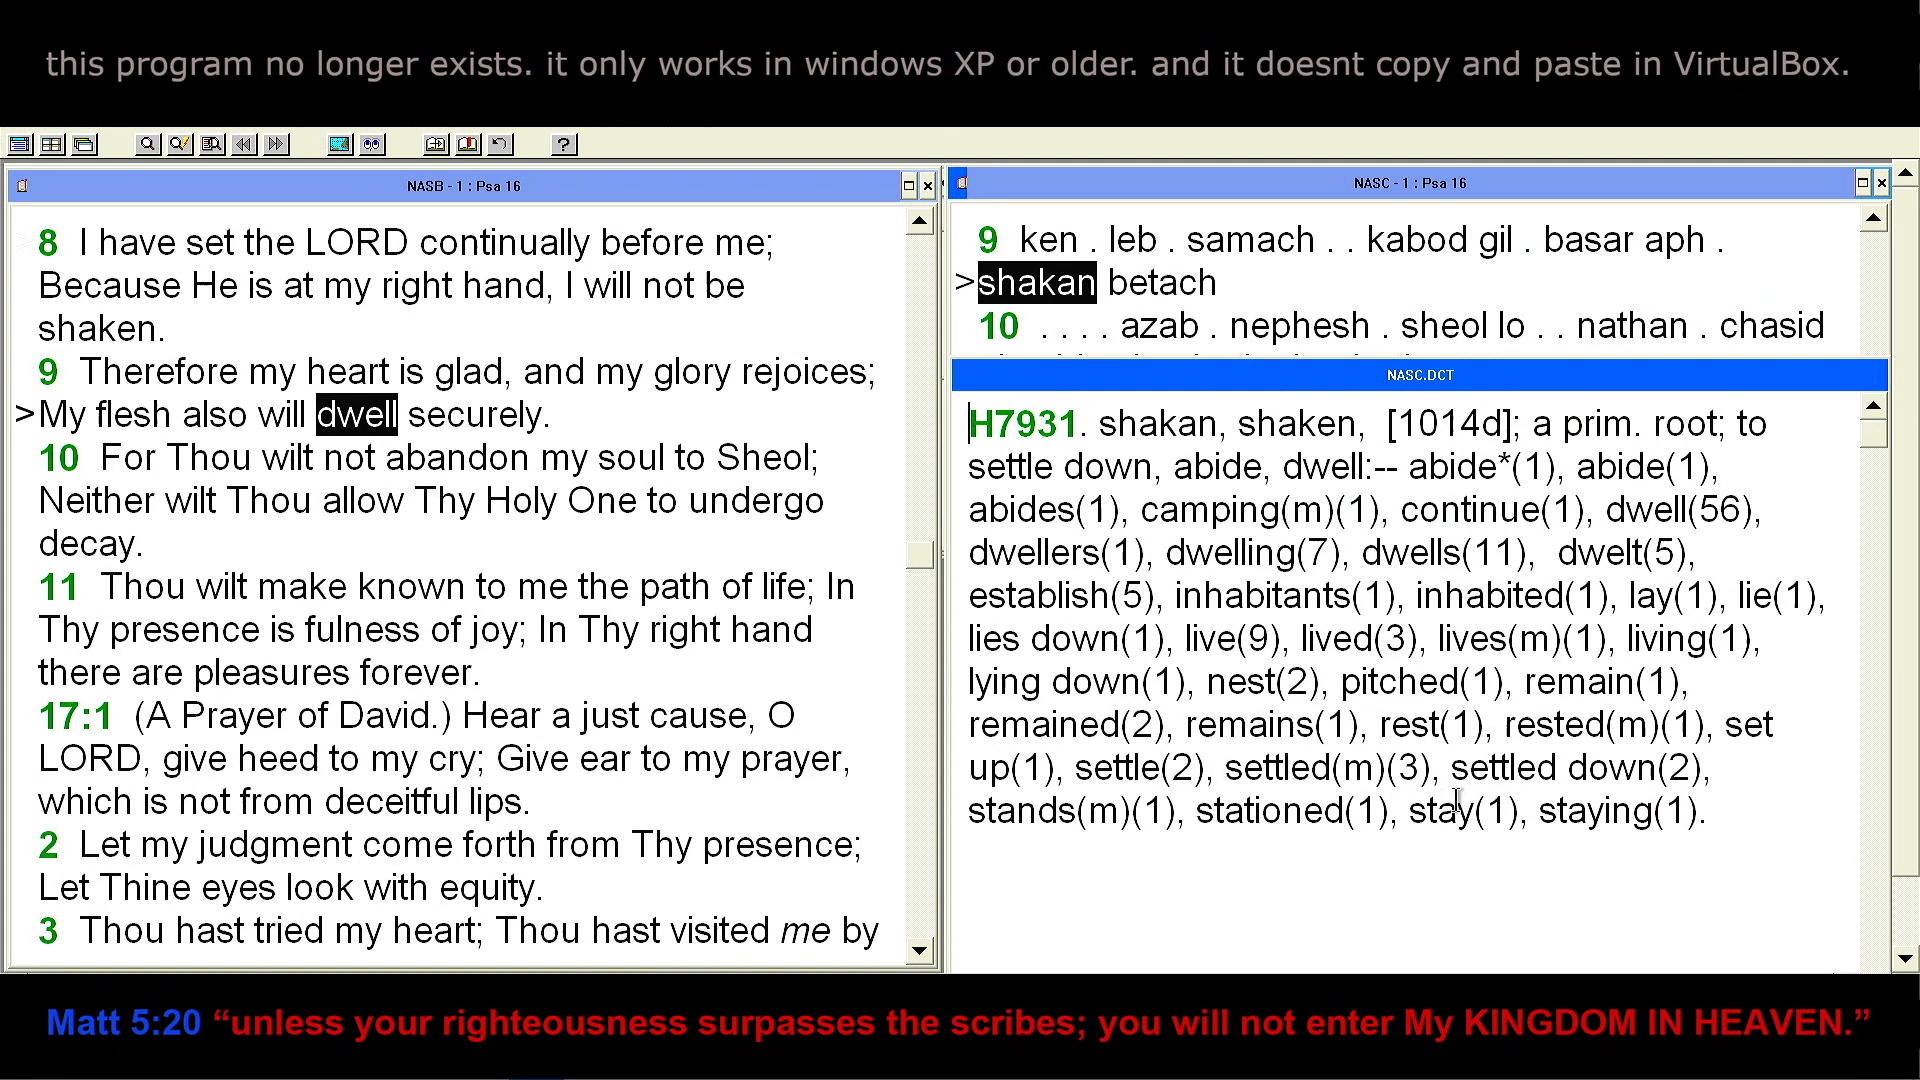 this program no longer exists. it only works in windows XP or older. and it doesnt copy and paste in VirtualBox.
NASB - 1 : Psa 16
8 I have set the LORD continually before me;
Because He is at my right hand, I will not be
shaken.
9 Therefore my heart is glad, and my glory rejoices;
>My flesh also will dwell securely.
10 For Thou wilt not abandon my soul to Sheol;
Neither wilt Thou allow Thy Holy One to undergo
decay.
11 Thou wilt make known to me the path of life; In
Thy presence is fulness of joy; In Thy right hand
there are pleasures forever.
17:1 (A Prayer of David.) Hear a just cause, O
LORD, give heed to my cry; Give ear to my prayer,
which is not from deceitful lips.
2 Let my judgment come forth from Thy presence;
Let Thine eyes look with equity.
3 Thou hast tried my heart; Thou hast visited me by
NASC - 1 : Psa 16
9 ken . leb . samach . . kabod gil . basar aph .
>shakan betach
10 . . . . azab . nephesh . sheol lo . . nathan . chasid
NASC.DCT
H7931. shakan, shaken, [1014d]; a prim. root; to
settle down, abide, dwell:-- abide*(1), abide(1),
abides(1), camping(m)(1), continue(1), dwell(56),
dwellers(1), dwelling(7), dwells(11), dwelt(5),
establish(5), inhabitants(1), inhabited(1), lay(1), lie(1),
lies down(1), live(9), lived(3), lives(m)(1), living(1),
lying down(1), nest(2), pitched(1), remain(1),
remained(2), remains(1), rest(1), rested(m)(1), set
up(1), settle(2), settled(m)(3), settled down(2),
stands(m)(1), stationed(1), stay(1), staying(1).
Matt 5:20 “unless your righteousness surpasses the scribes; you will not enter My KINGDOM IN HEAVEN.”